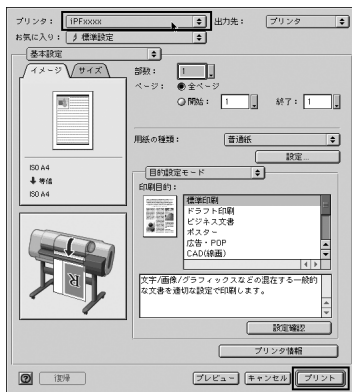 プリンタ： iPFxxxx 出力先： プリンタ
お気に入り： 標準設定
基本設定
イメージ サイズ 部数： 1
ページ： 全ページ
開始： 1 終了： 1
用紙の種類： 普通紙
設定...
ISO A4
等倍
ISO A4
目的設定モード
印刷目的：
標準印刷
ドラフト印刷
ビジネス文書
ポスター
広告・POP
CAD(線画)
文字/画像/グラフィックスなどの混在する一般的
な文書を適切な設定で印刷します。
設定確認
プリンタ情報
復帰 プレビュー キャンセル プリント